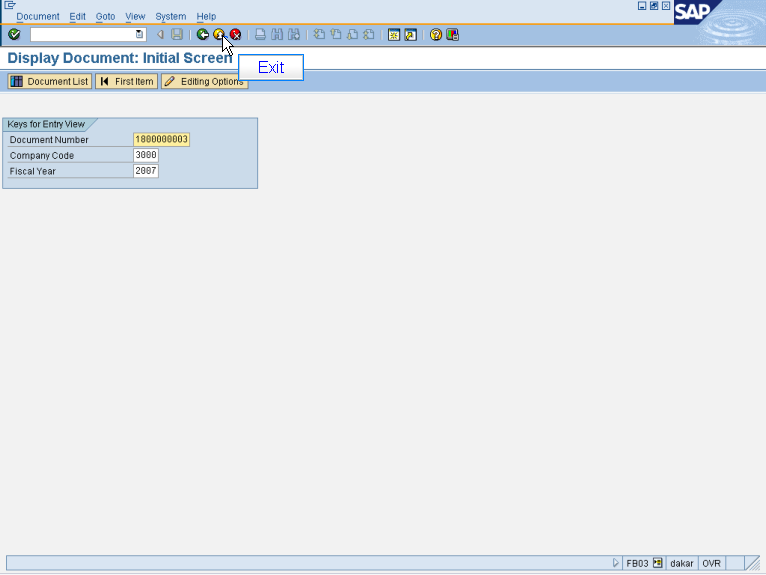 Document Edit Goto View System Help
SAP
Display Document: Initial Screen
Exit
Document List First Item Editing Options
Keys for Entry View
Document Number 1800000003
Company Code 3000
Fiscal Year 2007
FB03 dakar OVR